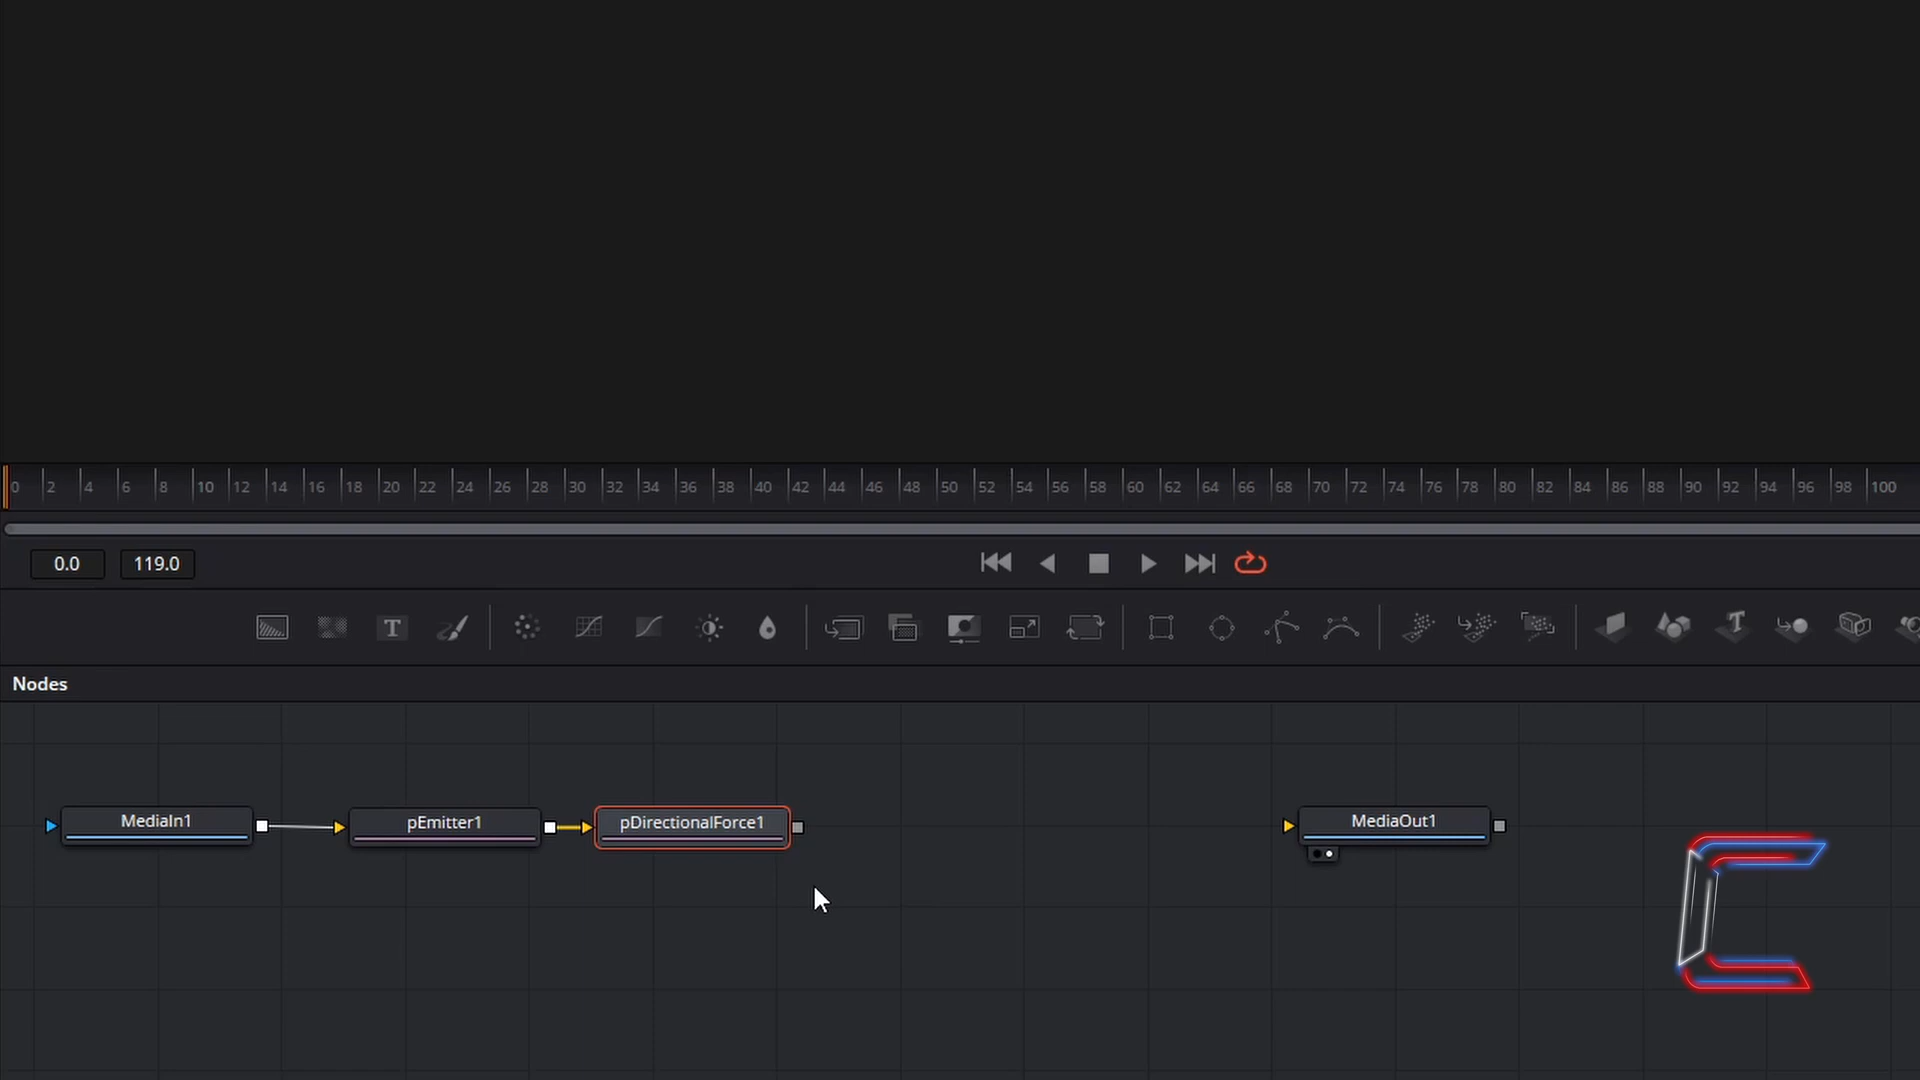 0 2 4 6 8 10 12 14 16 18 20 22 24 26 28 30 32 34 36 38 40 42 44 46 48 50 52 54 56 58 60 62 64 66 68 70 72 74 76 78 80 82 84 86 88 90 92 94 96 98 100
0.0 119.0
T T
Nodes
MediaIn1 pEmitter1 pDirectionalForce1 MediaOut1